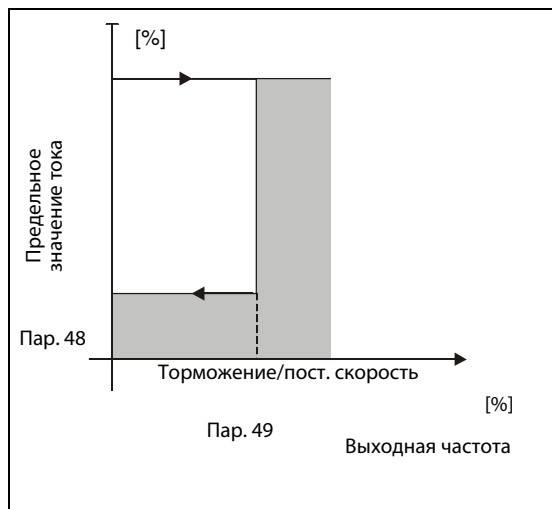 [%]
Предельное
значение тока
Пар. 48
Торможение/пост. скорость
[%]
Пар. 49
Выходная частота